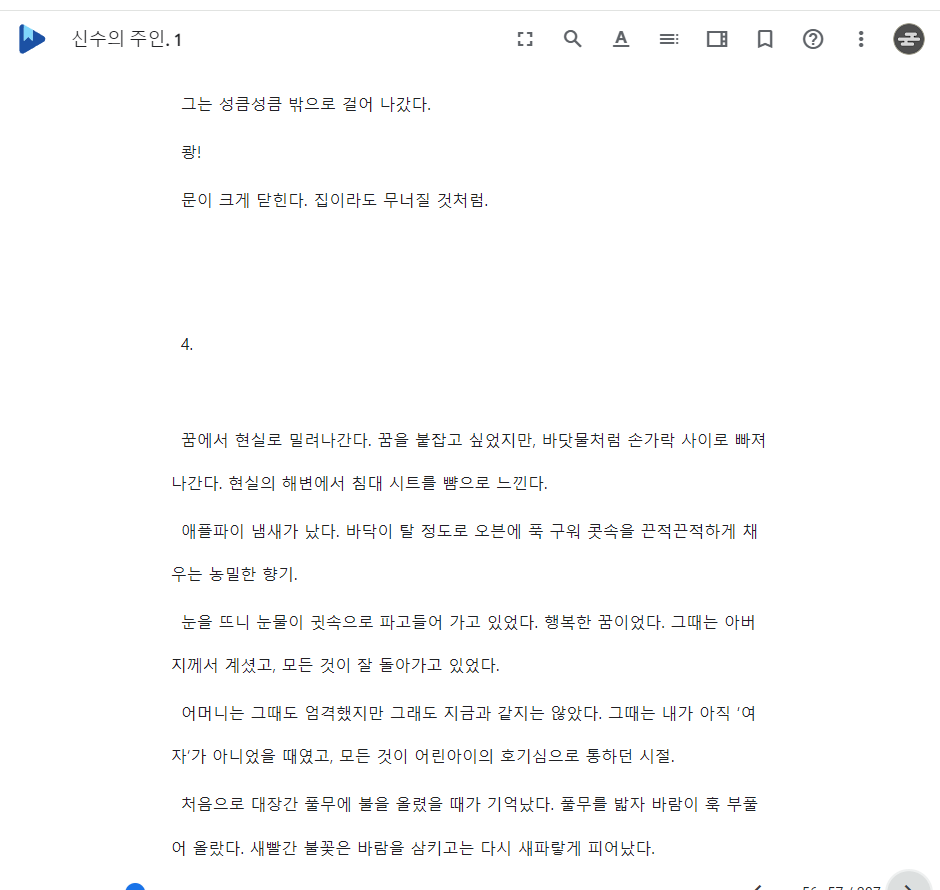 신수의 주인. 1
그는 성큼성큼 밖으로 걸어 나갔다.
쾅!
문이 크게 닫힌다. 집이라도 무너질 것처럼.
4.
꿈에서 현실로 밀려나간다. 꿈을 붙잡고 싶었지만, 바닷물처럼 손가락 사이로 빠져
나간다. 현실의 해변에서 침대 시트를 뺨으로 느낀다.
애플파이 냄새가 났다. 바닥이 탈 정도로 오븐에 푹 구워 콧속을 끈적끈적하게 채
우는 농밀한 향기.
눈을 뜨니 눈물이 귓속으로 파고들어 가고 있었다. 행복한 꿈이었다. 그때는 아버
지께서 계셨고, 모든 것이 잘 돌아가고 있었다.
어머니는 그때도 엄격했지만 그래도 지금과 같지는 않았다. 그때는 내가 아직 ‘여
자’가 아니었을 때였고, 모든 것이 어린아이의 호기심으로 통하던 시절.
처음으로 대장간 풀무에 불을 올렸을 때가 기억났다. 풀무를 밟자 바람이 훅 부풀
어 올랐다. 새빨간 불꽃은 바람을 삼키고는 다시 새파랗게 피어났다.